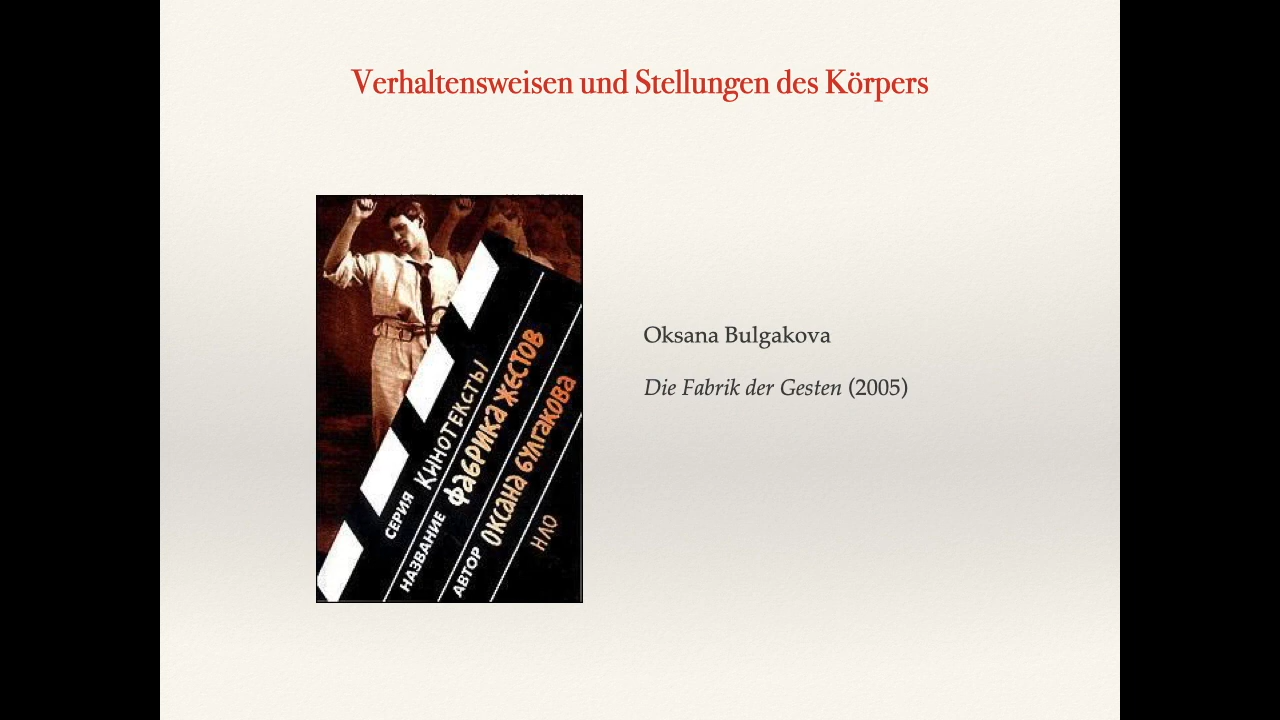 Verhaltensweisen und Stellungen des Körpers
СЕРИЯ КИНОТЕКСТЫ
НАЗВАНИЕ ФАБРИКА ЖЕСТОВ
АВТОР ОКСАНА БУЛГАКОВА
НЛО
Oksana Bulgakova
Die Fabrik der Gesten (2005)